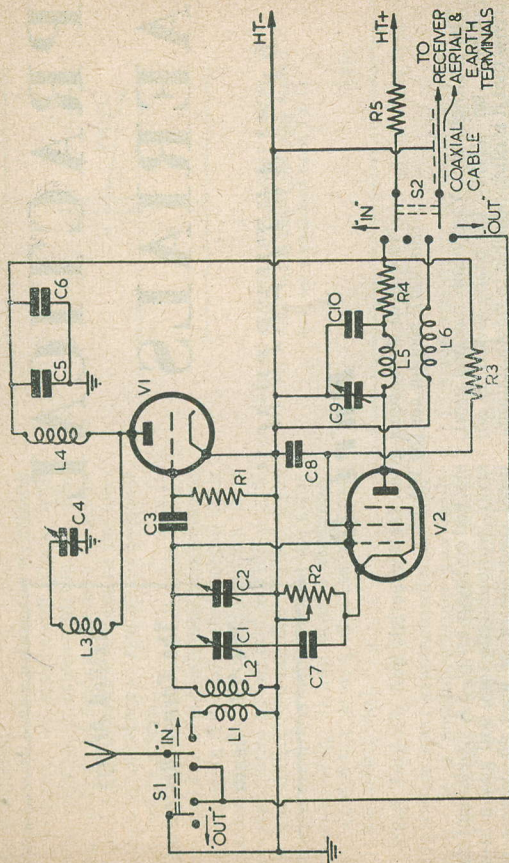 L3
C4
L4
C5
C6
V1
C3
R1
"IN"
S1
"OUT"
L1
L2
C1
C2
HT-
C7
R2
C8
C9
C10
R5
HT+
V2
L5
R4
"IN"
S2
TO
RECEIVER
AERIAL &
EARTH
TERMINALS
COAXIAL
CABLE
L6
R3
"OUT"